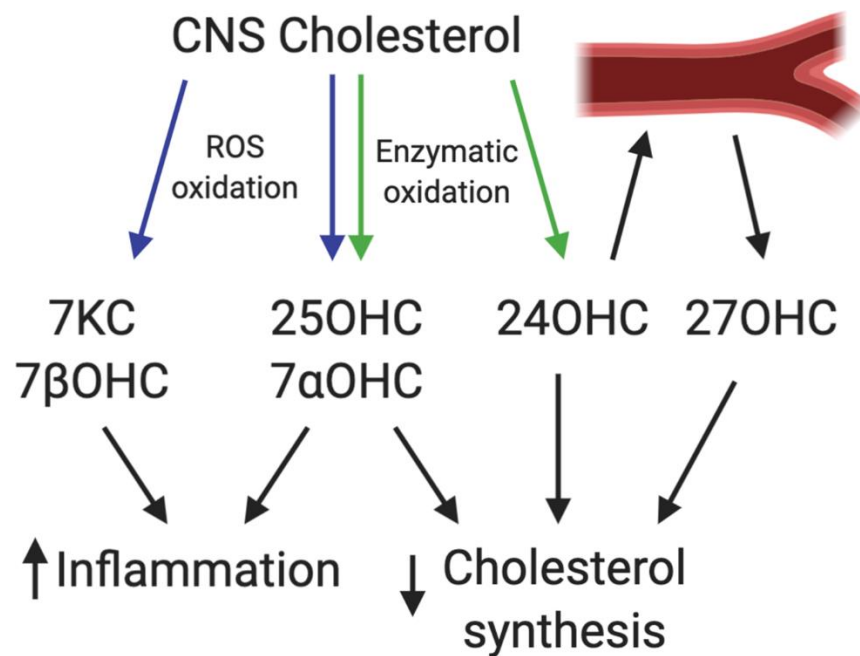 CNS Cholesterol
ROS
oxidation
Enzymatic
oxidation
7KC
7βOHC
25OHC
7αOHC
24OHC
27OHC
Inflammation
Cholesterol
synthesis